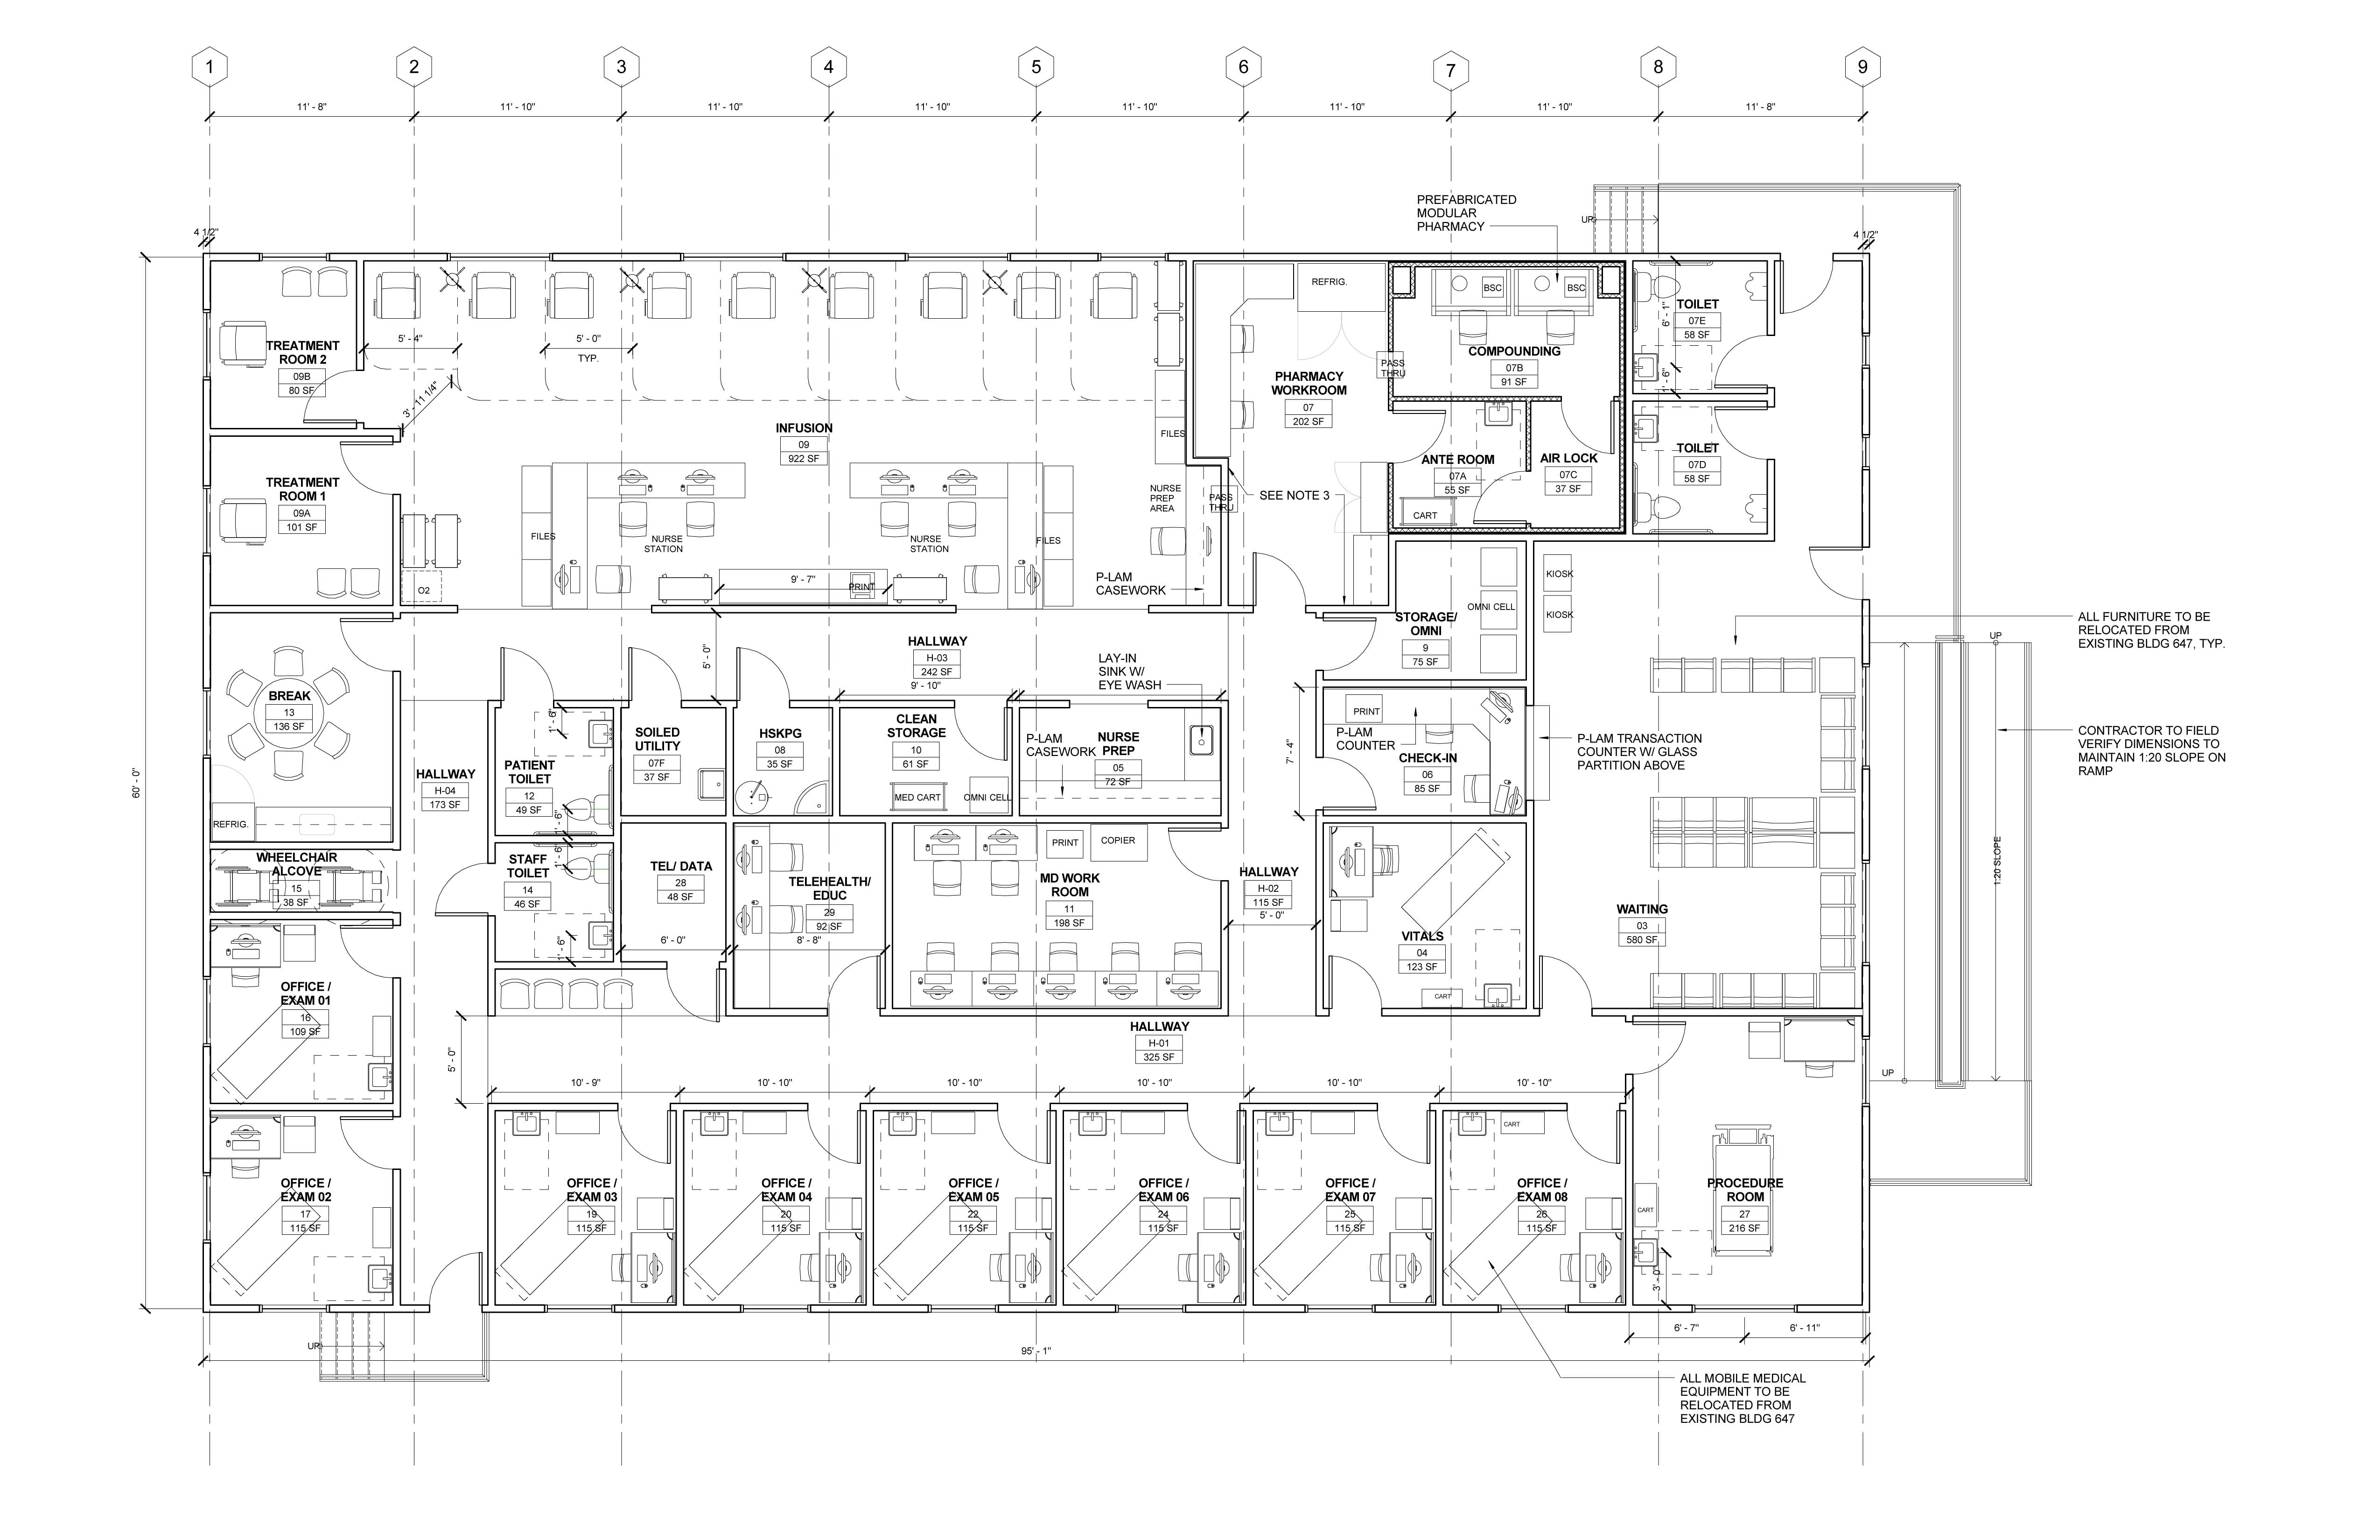 1
2
3
4
5
6
7
8
9
11' - 8"
11' - 10"
11' - 10"
11' - 10"
11' - 10"
11' - 10"
11' - 10"
11' - 8"
PREFABRICATED
MODULAR
PHARMACY
UP
4 1/2"
4 1/2"
60' - 0"
TREATMENT
ROOM 2
09B
80 SF
5' - 4"
5' - 0"
TYP.
3' - 11 1/4"
INFUSION
09
922 SF
FILES
REFRIG.
PHARMACY
WORKROOM
07
202 SF
PASS
THRU
BSC
BSC
COMPOUNDING
07B
91 SF
TOILET
07E
58 SF
6' - 1"
1' - 6"
TREATMENT
ROOM 1
09A
101 SF
O2
FILES
NURSE
STATION
NURSE
STATION
FILES
9' - 7"
PRINT
NURSE
PREP
AREA
PASS
THRU
SEE NOTE 3
P-LAM
CASEWORK
ANTE ROOM
07A
55 SF
CART
AIR LOCK
07C
37 SF
TOILET
07D
58 SF
KIOSK
KIOSK
STORAGE/
OMNI
9
75 SF
OMNI CELL
ALL FURNITURE TO BE
RELOCATED FROM
EXISTING BLDG 647, TYP.
UP
5' - 0"
HALLWAY
H-03
242 SF
9' - 10"
LAY-IN
SINK W/
EYE WASH
BREAK
13
136 SF
REFRIG.
HALLWAY
H-04
173 SF
1' - 6"
PATIENT
TOILET
12
49 SF
1' - 6"
SOILED
UTILITY
07F
37 SF
HSKPG
08
35 SF
CLEAN
STORAGE
10
61 SF
MED CART
OMNI CELL
P-LAM
CASEWORK
NURSE
PREP
05
72 SF
7' - 4"
PRINT
P-LAM
COUNTER
CHECK-IN
06
85 SF
P-LAM TRANSACTION
COUNTER W/ GLASS
PARTITION ABOVE
CONTRACTOR TO FIELD
VERIFY DIMENSIONS TO
MAINTAIN 1:20 SLOPE ON
RAMP
1:20 SLOPE
WHEELCHAIR
ALCOVE
15
38 SF
STAFF
TOILET
14
46 SF
1' - 6"
1' - 6"
TEL/ DATA
28
48 SF
6' - 0"
TELEHEALTH/
EDUC
29
92 SF
8' - 8"
PRINT
COPIER
MD WORK
ROOM
11
198 SF
HALLWAY
H-02
115 SF
5' - 0"
VITALS
04
123 SF
CART
WAITING
03
580 SF
OFFICE /
EXAM 01
16
109 SF
5' - 0"
HALLWAY
H-01
325 SF
UP
10' - 9"
10' - 10"
10' - 10"
10' - 10"
10' - 10"
10' - 10"
OFFICE /
EXAM 02
17
115 SF
OFFICE /
EXAM 03
19
115 SF
OFFICE /
EXAM 04
20
115 SF
OFFICE /
EXAM 05
22
115 SF
OFFICE /
EXAM 06
24
115 SF
OFFICE /
EXAM 07
25
115 SF
CART
OFFICE /
EXAM 08
26
115 SF
CART
PROCEDURE
ROOM
27
216 SF
3' - 0"
6' - 7"
6' - 11"
UP
95' - 1"
ALL MOBILE MEDICAL
EQUIPMENT TO BE
RELOCATED FROM
EXISTING BLDG 647